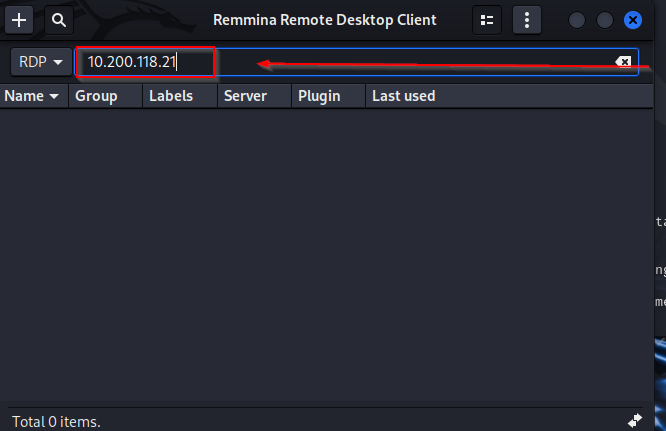 Remmina Remote Desktop Client
RDP 10.200.118.21
Name Group Labels Server Plugin Last used
Total 0 items.